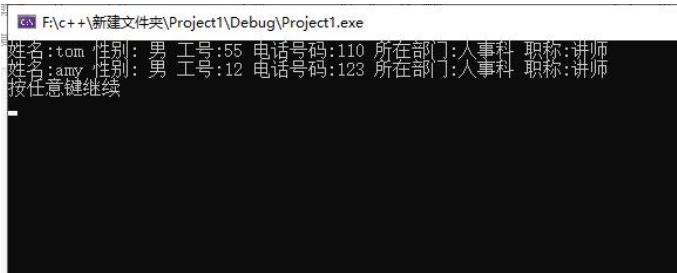 F:\c++\新建文件夹\Project1\Debug\Project1.exe
姓名:tom 性别: 男 工号:55 电话号码:110 所在部门:人事科 职称:讲师
姓名:amy 性别: 男 工号:12 电话号码:123 所在部门:人事科 职称:讲师
按任意键继续